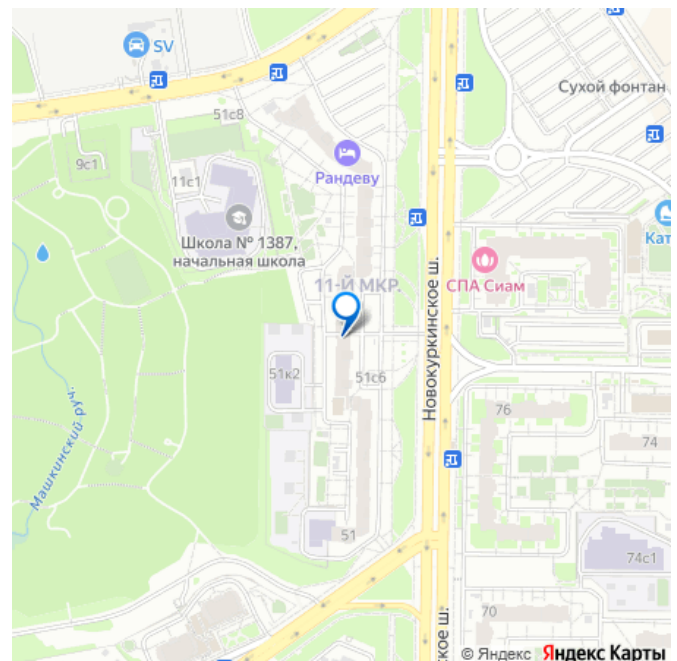 SV
Сухой фонтан
51с8
9с1
Рандеву
11с1
Школа № 1387,
начальная школа
Кат
СПА Сиам
11-Й МКР.
Новокуркинское ш.
51к2
51с6
76
74
Машкинский руч.
51
74с1
70
ское ш.
© Яндекс Яндекс Карты